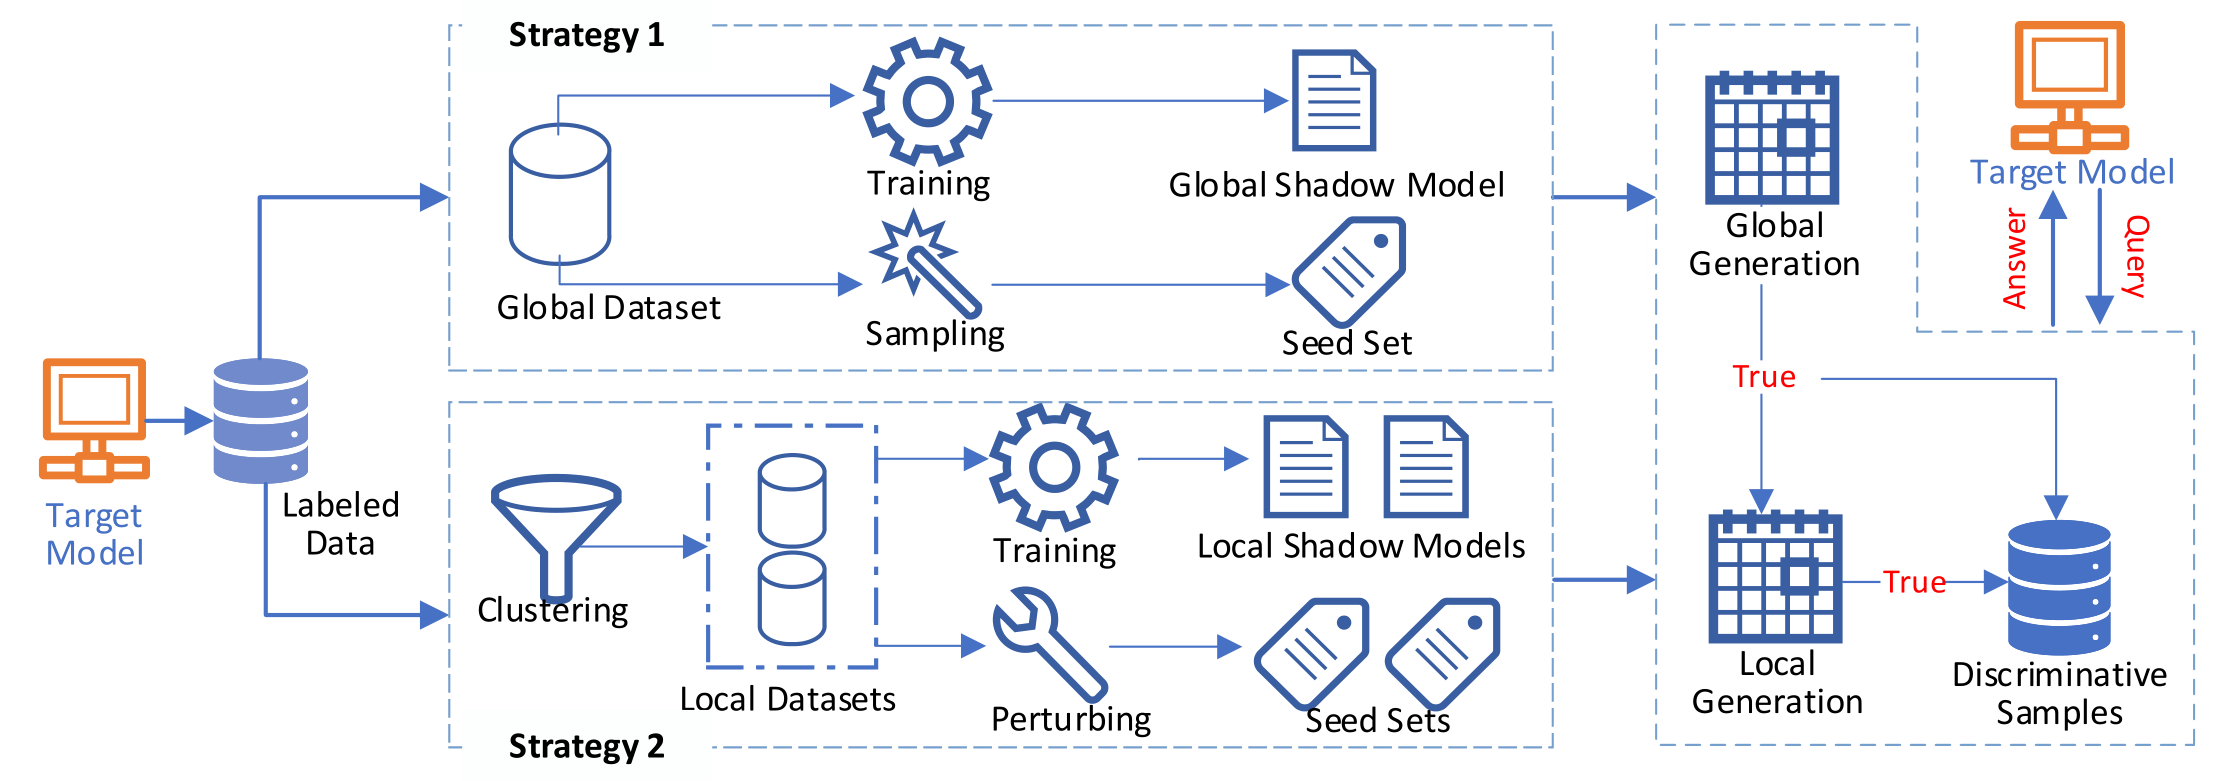 Strategy 1
Training
Global Shadow Model
Global Dataset
Sampling
Seed Set
Target
Model
Labeled
Data
Clustering
Local Datasets
Training
Local Shadow Models
Perturbing
Seed Sets
Strategy 2
Global
Generation
Target Model
Answer
Query
True
True
Local
Generation
Discriminative
Samples